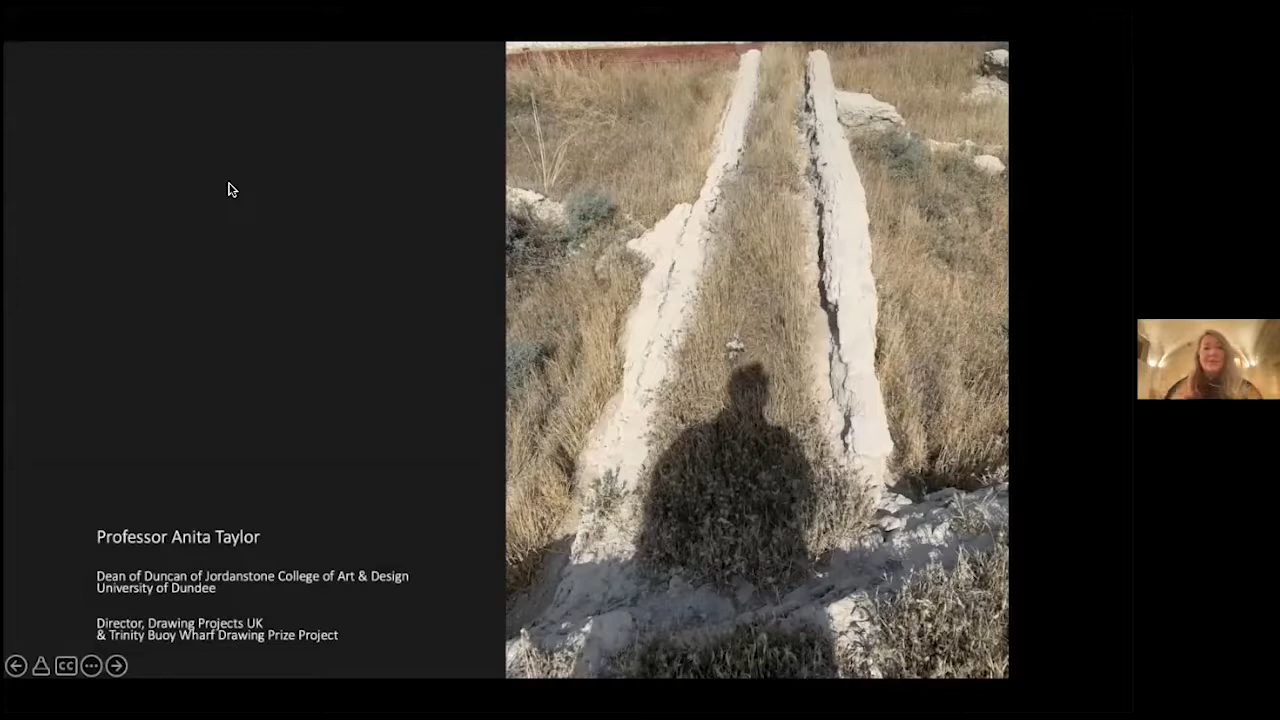 Professor Anita Taylor
Dean of Duncan of Jordanstone College of Art & Design
University of Dundee
Director, Drawing Projects UK
& Trinity Buoy Wharf Drawing Prize Project
CC